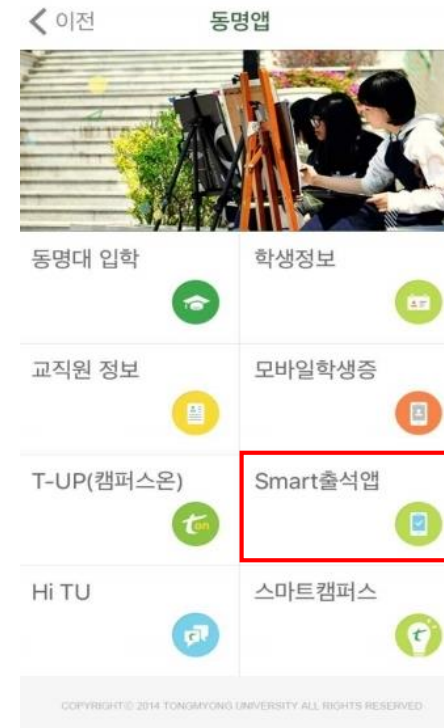 이전 동명앱
동명대 입학 학생정보
교직원 정보 모바일학생증
T-UP(캠퍼스온) Smart출석앱
ton
Hi TU 스마트캠퍼스
t
COPYRIGHT© 2014 TONGMYONG UNIVERSITY ALL RIGHTS RESERVED